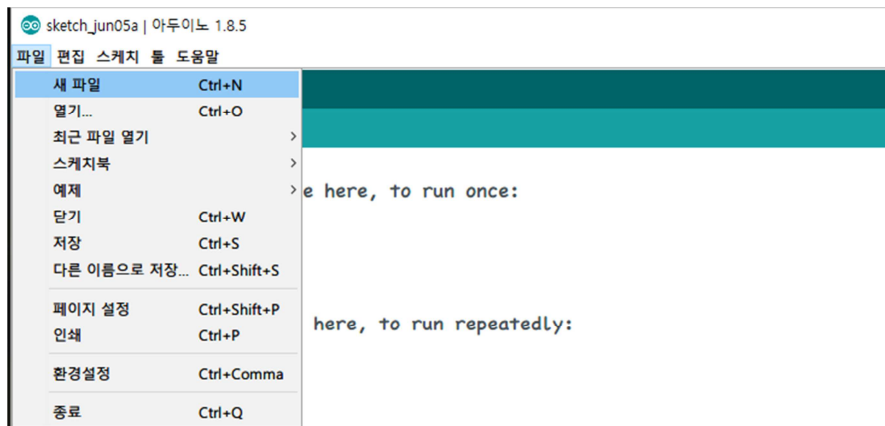 sketch_jun05a | 아두이노 1.8.5
파일 편집 스케치 툴 도움말
새 파일 Ctrl+N
열기... Ctrl+O
최근 파일 열기
스케치북
예제
e here, to run once:
닫기 Ctrl+W
저장 Ctrl+S
다른 이름으로 저장... Ctrl+Shift+S
페이지 설정 Ctrl+Shift+P
here, to run repeatedly:
인쇄 Ctrl+P
환경설정 Ctrl+Comma
종료 Ctrl+Q